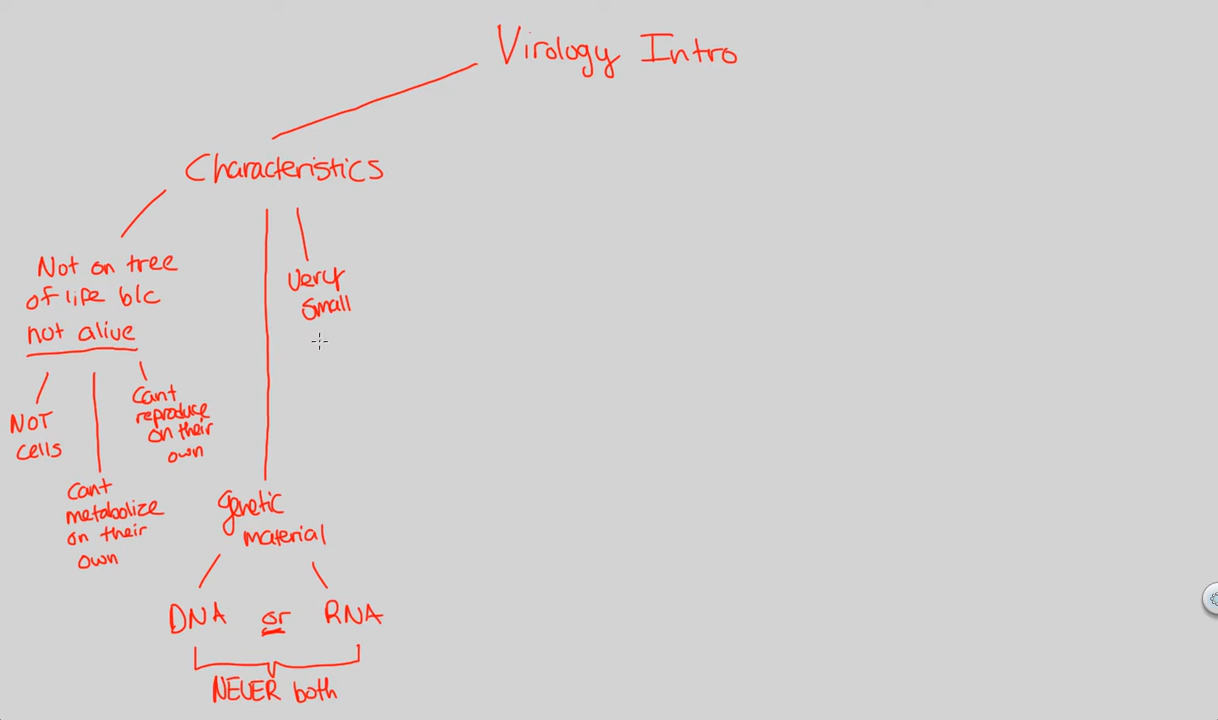 Virology Intro
Characteristics
Not on tree
of life b/c
not alive
NOT
cells
Cant
metabolize
on their
own
Cant
reproduce
on their
own
Very
Small
genetic
material
DNA or RNA
NEVER both